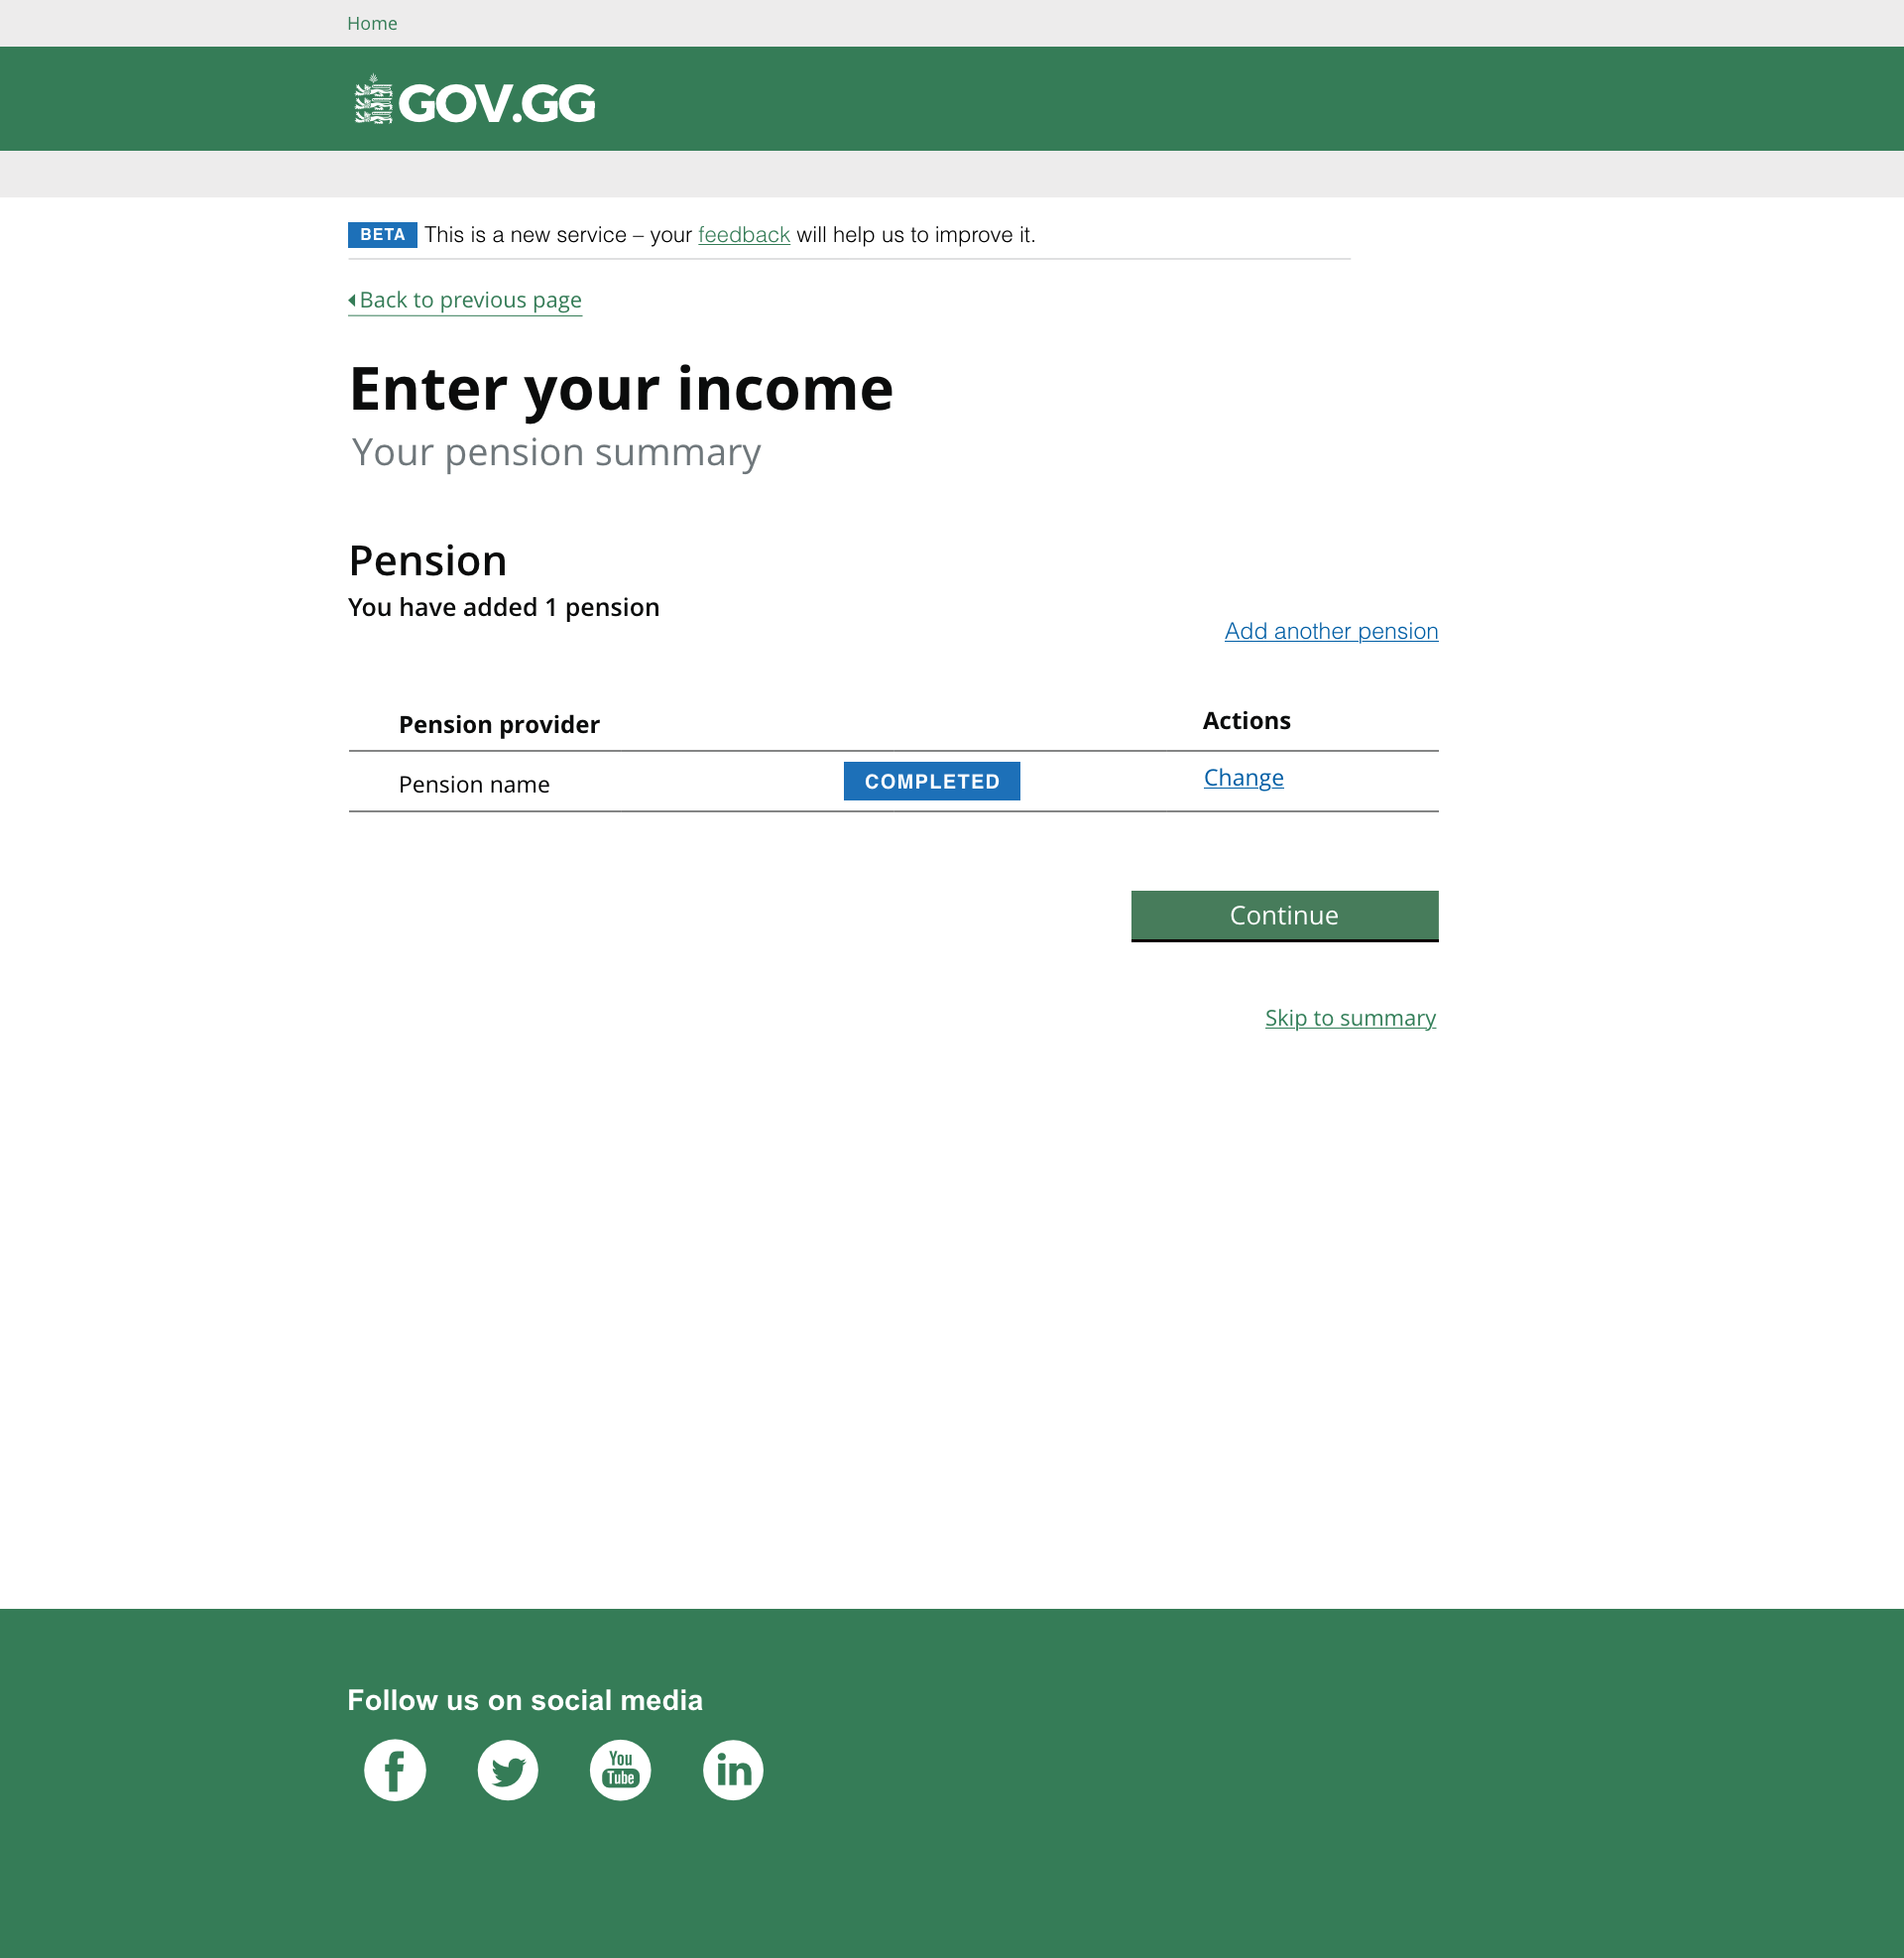 Home
GOV.GG
BETA This is a new service – your feedback will help us to improve it.
Back to previous page
Enter your income
Your pension summary
Pension
You have added 1 pension
Add another pension
Pension provider Actions
Pension name COMPLETED Change
Continue
Skip to summary
Follow us on social media
You
Tube
in